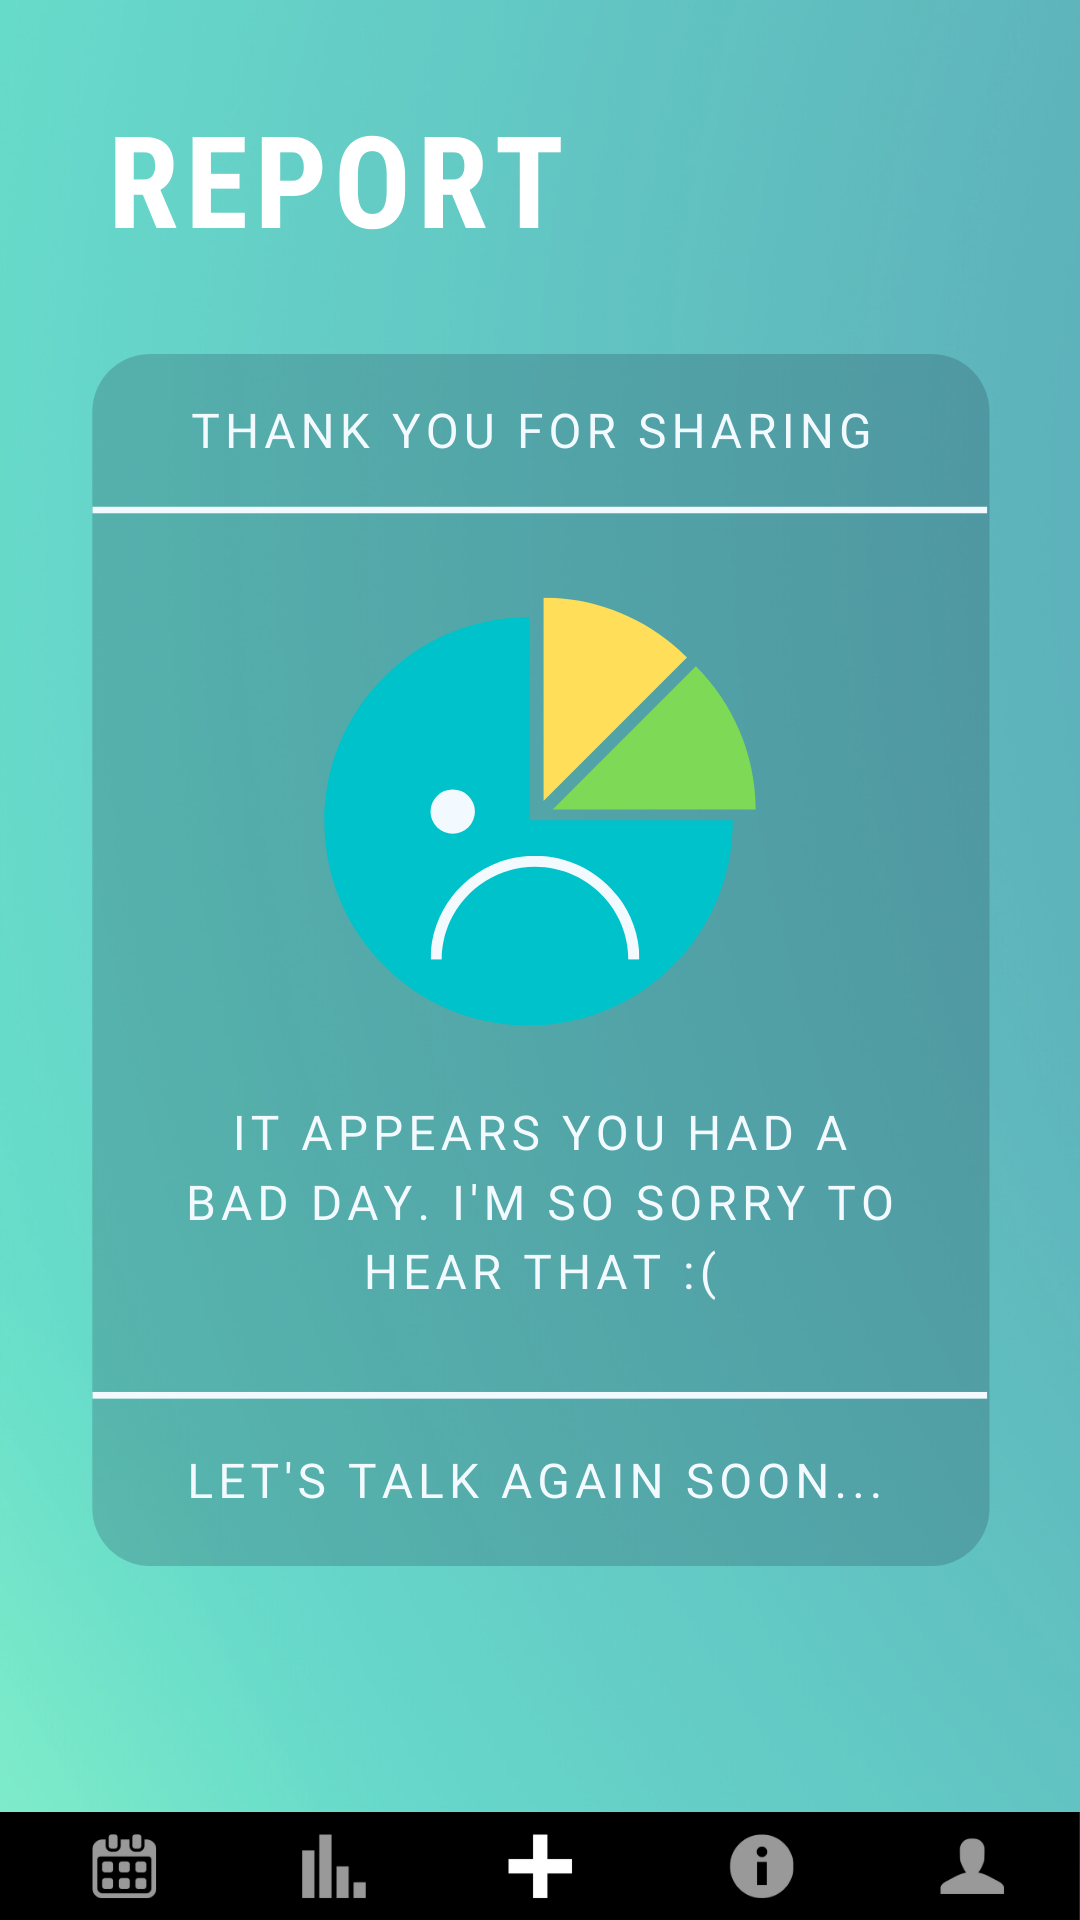 REPORT
THANK YOU FOR SHARING
IT APPEARS YOU HAD A
BAD DAY. I'M SO SORRY TO
HEAR THAT :(
LET'S TALK AGAIN SOON...